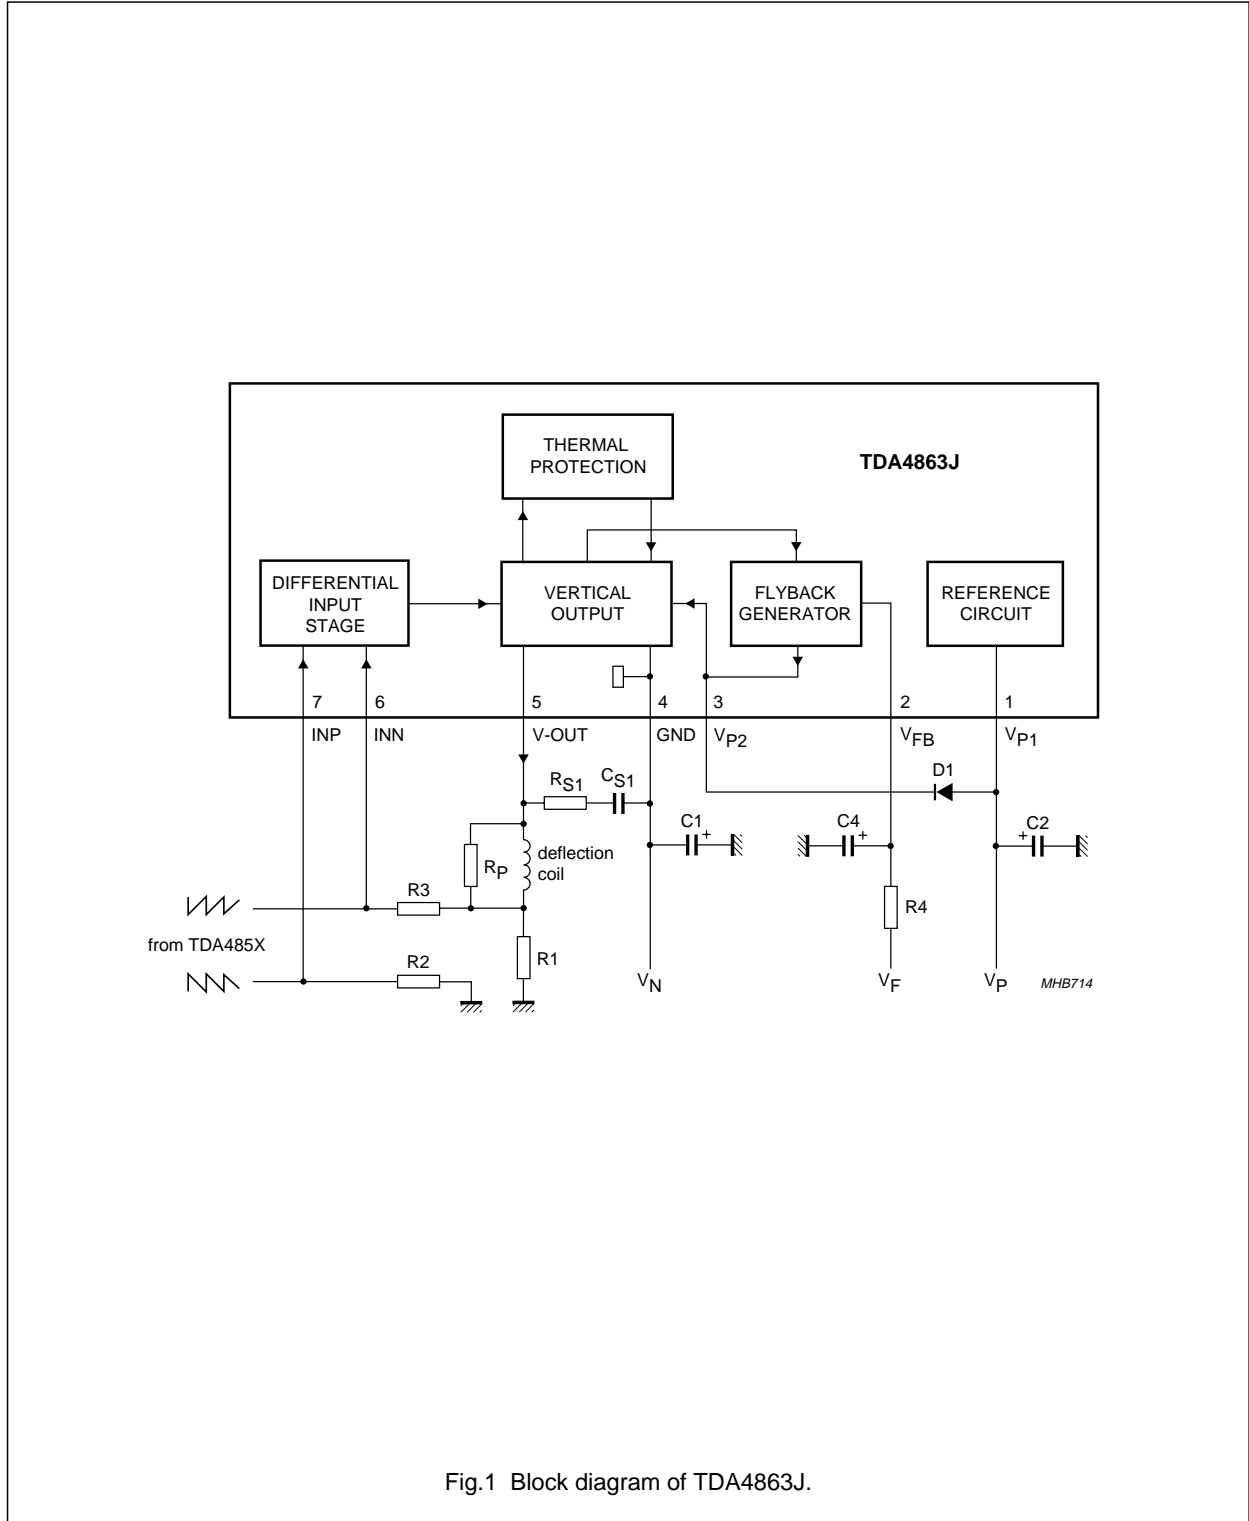 THERMAL
PROTECTION
TDA4863J
DIFFERENTIAL
INPUT
STAGE
VERTICAL
OUTPUT
FLYBACK
GENERATOR
REFERENCE
CIRCUIT
7 6 5 4 3 2 1
INP INN V-OUT GND VP2 VFB VP1
D1
RS1 CS1
C1 + C4 + + C2
RP
deflection
coil
R3
R4
from TDA485X
R2 R1
VN VF VP MHB714
Fig.1 Block diagram of TDA4863J.